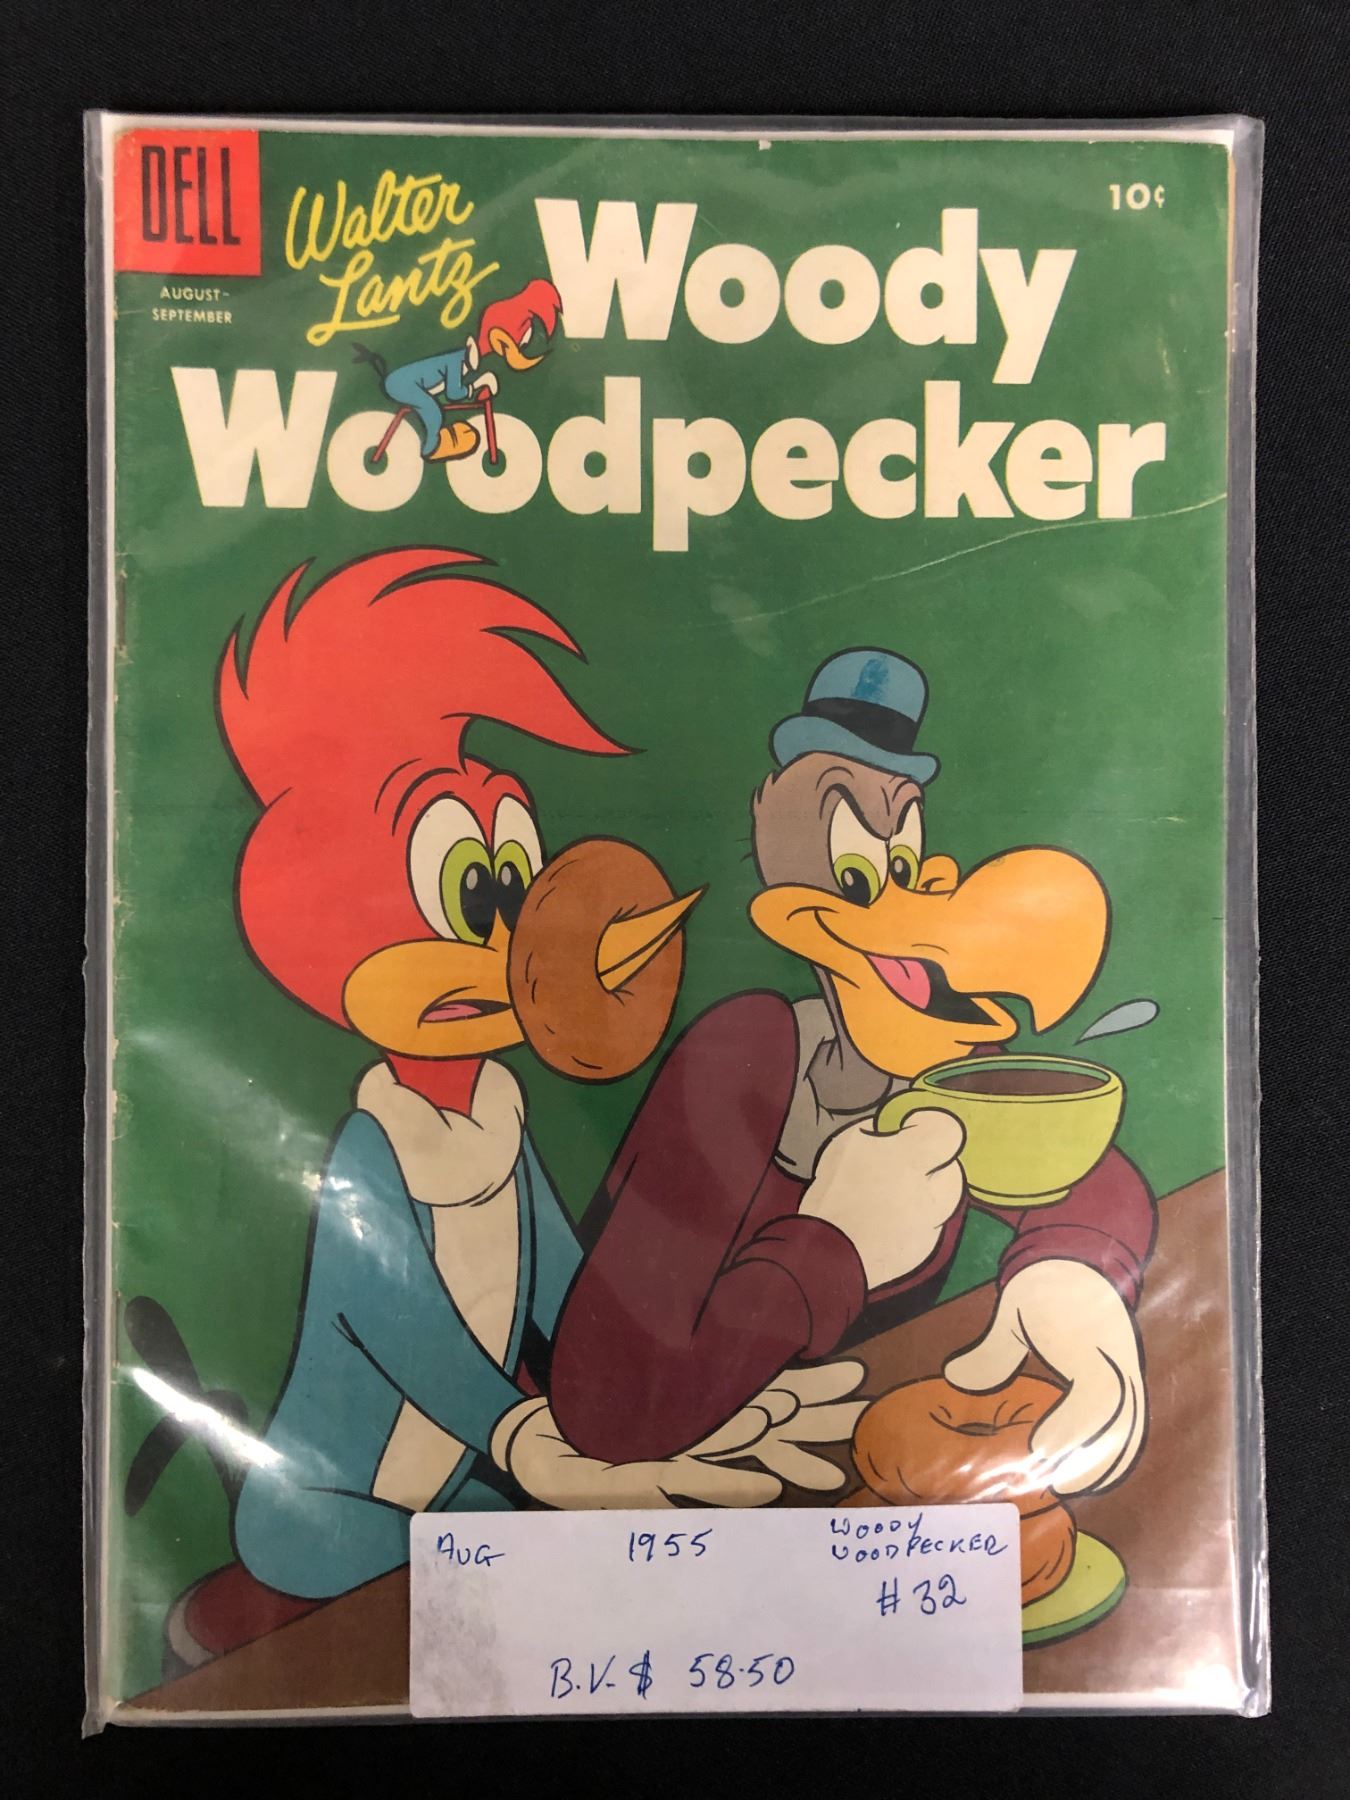 DELL
AUGUST-
SEPTEMBER
Walter
Lantz
Woody
Woodpecker
10¢
AUG 1955 WOODY
WOODPECKER
# 32
B.V. $ 58.50